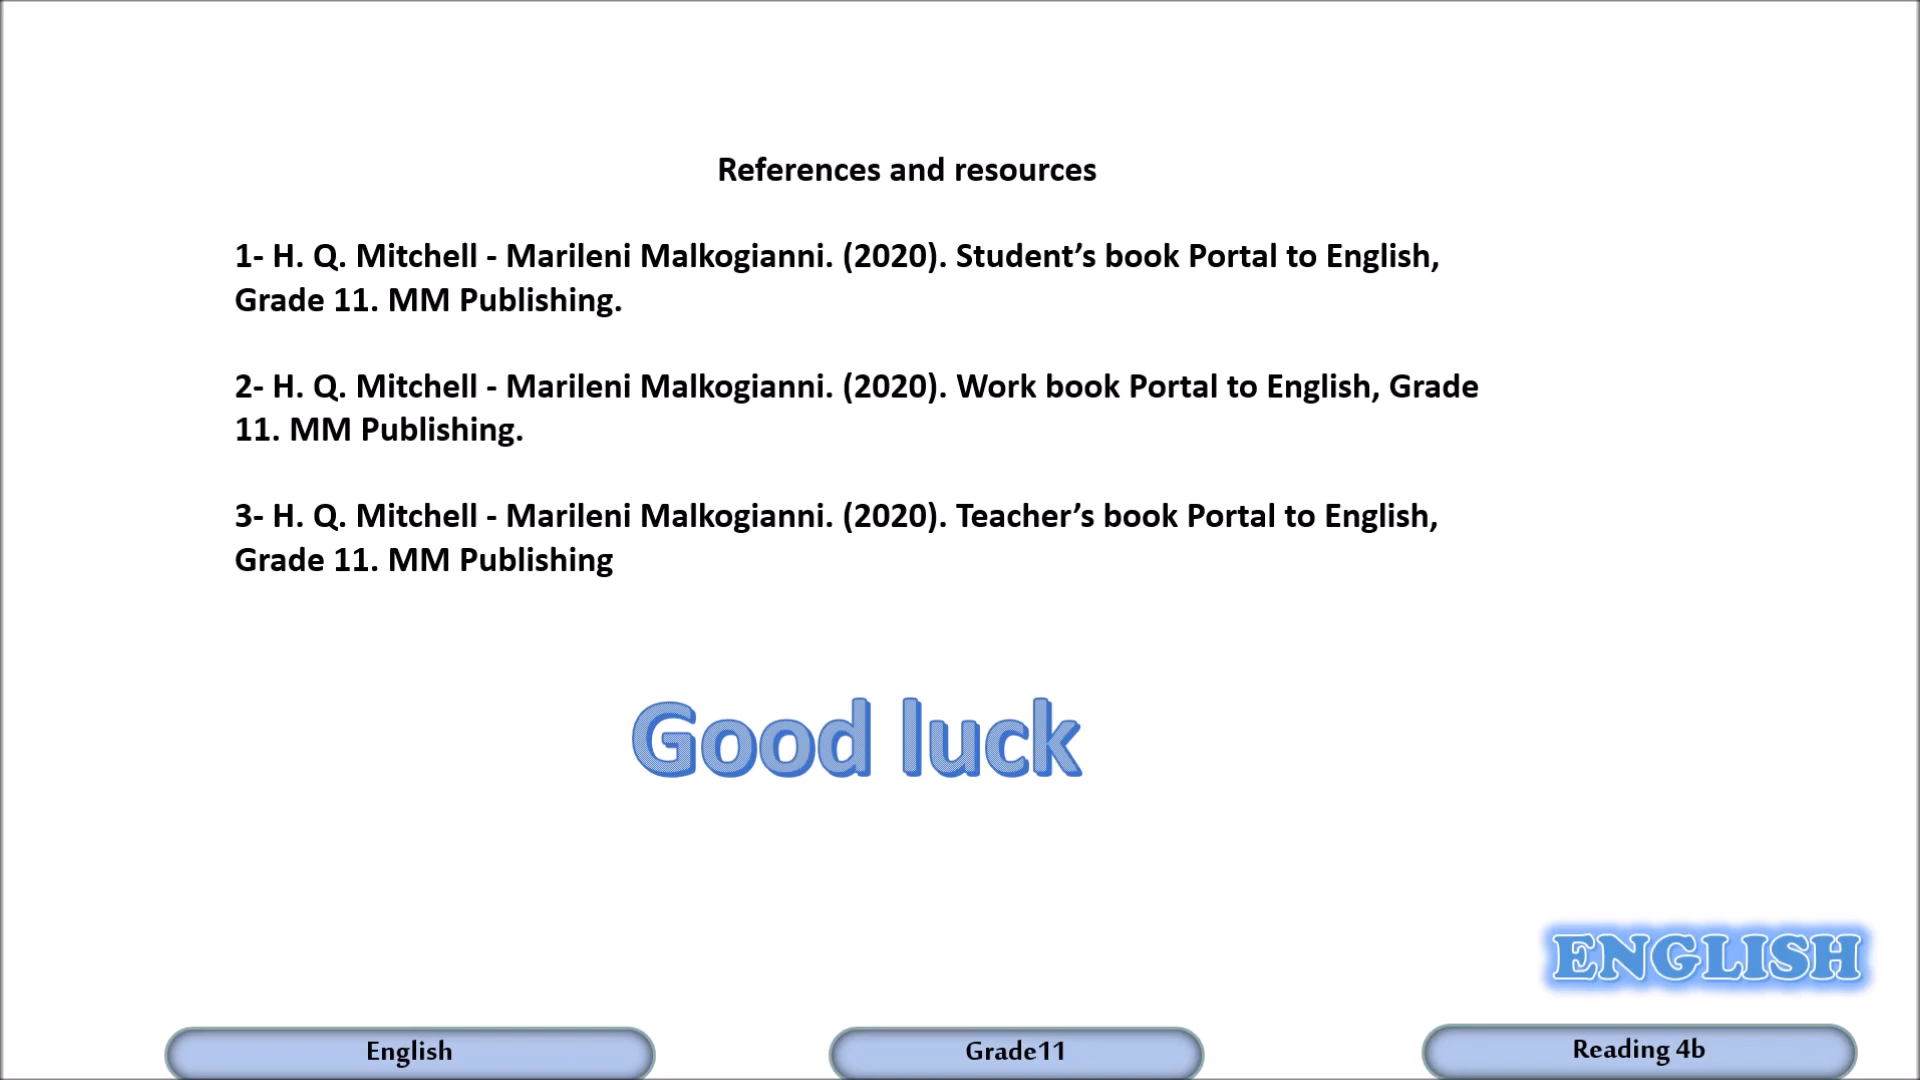 References and resources
1- H. Q. Mitchell - Marileni Malkogianni. (2020). Student’s book Portal to English,
Grade 11. MM Publishing.
2- H. Q. Mitchell - Marileni Malkogianni. (2020). Work book Portal to English, Grade
11. MM Publishing.
3- H. Q. Mitchell - Marileni Malkogianni. (2020). Teacher’s book Portal to English,
Grade 11. MM Publishing
Good luck
ENGLISH
English
Grade11
Reading 4b